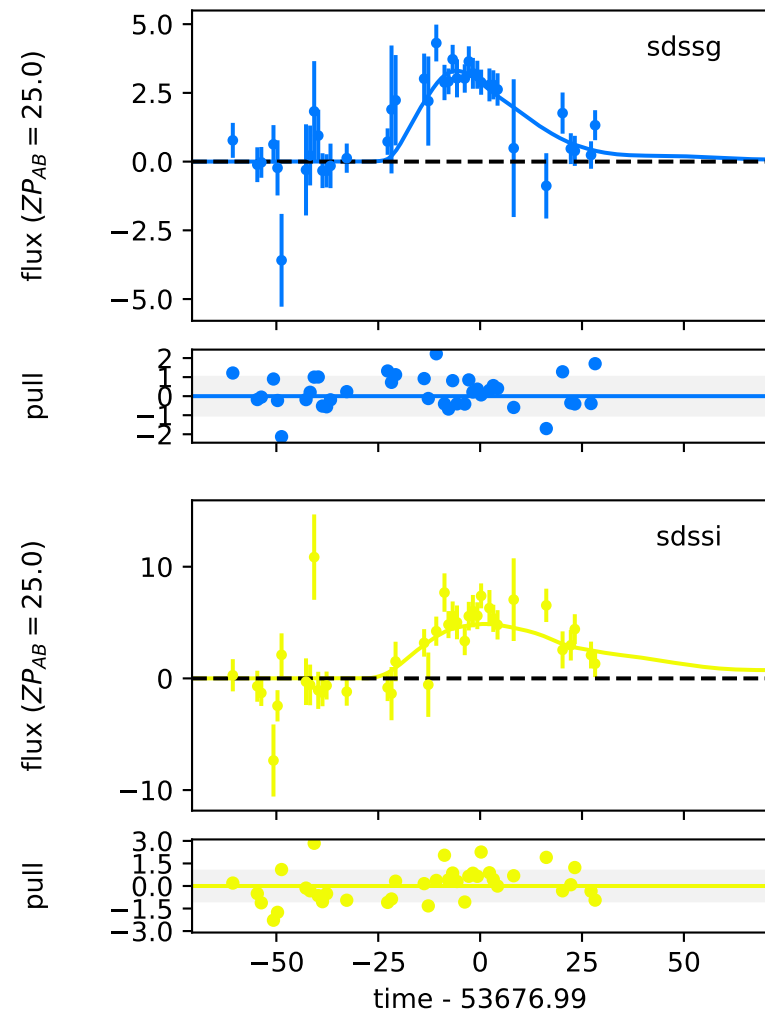 5.0
sdssg
2.5
0.0
−2.5
−5.0
flux (ZP_AB = 25.0)
2
1
0
−1
−2
pull
10
sdssi
0
−10
flux (ZP_AB = 25.0)
3.0
1.5
0.0
−1.5
−3.0
pull
−50 −25 0 25 50
time - 53676.99